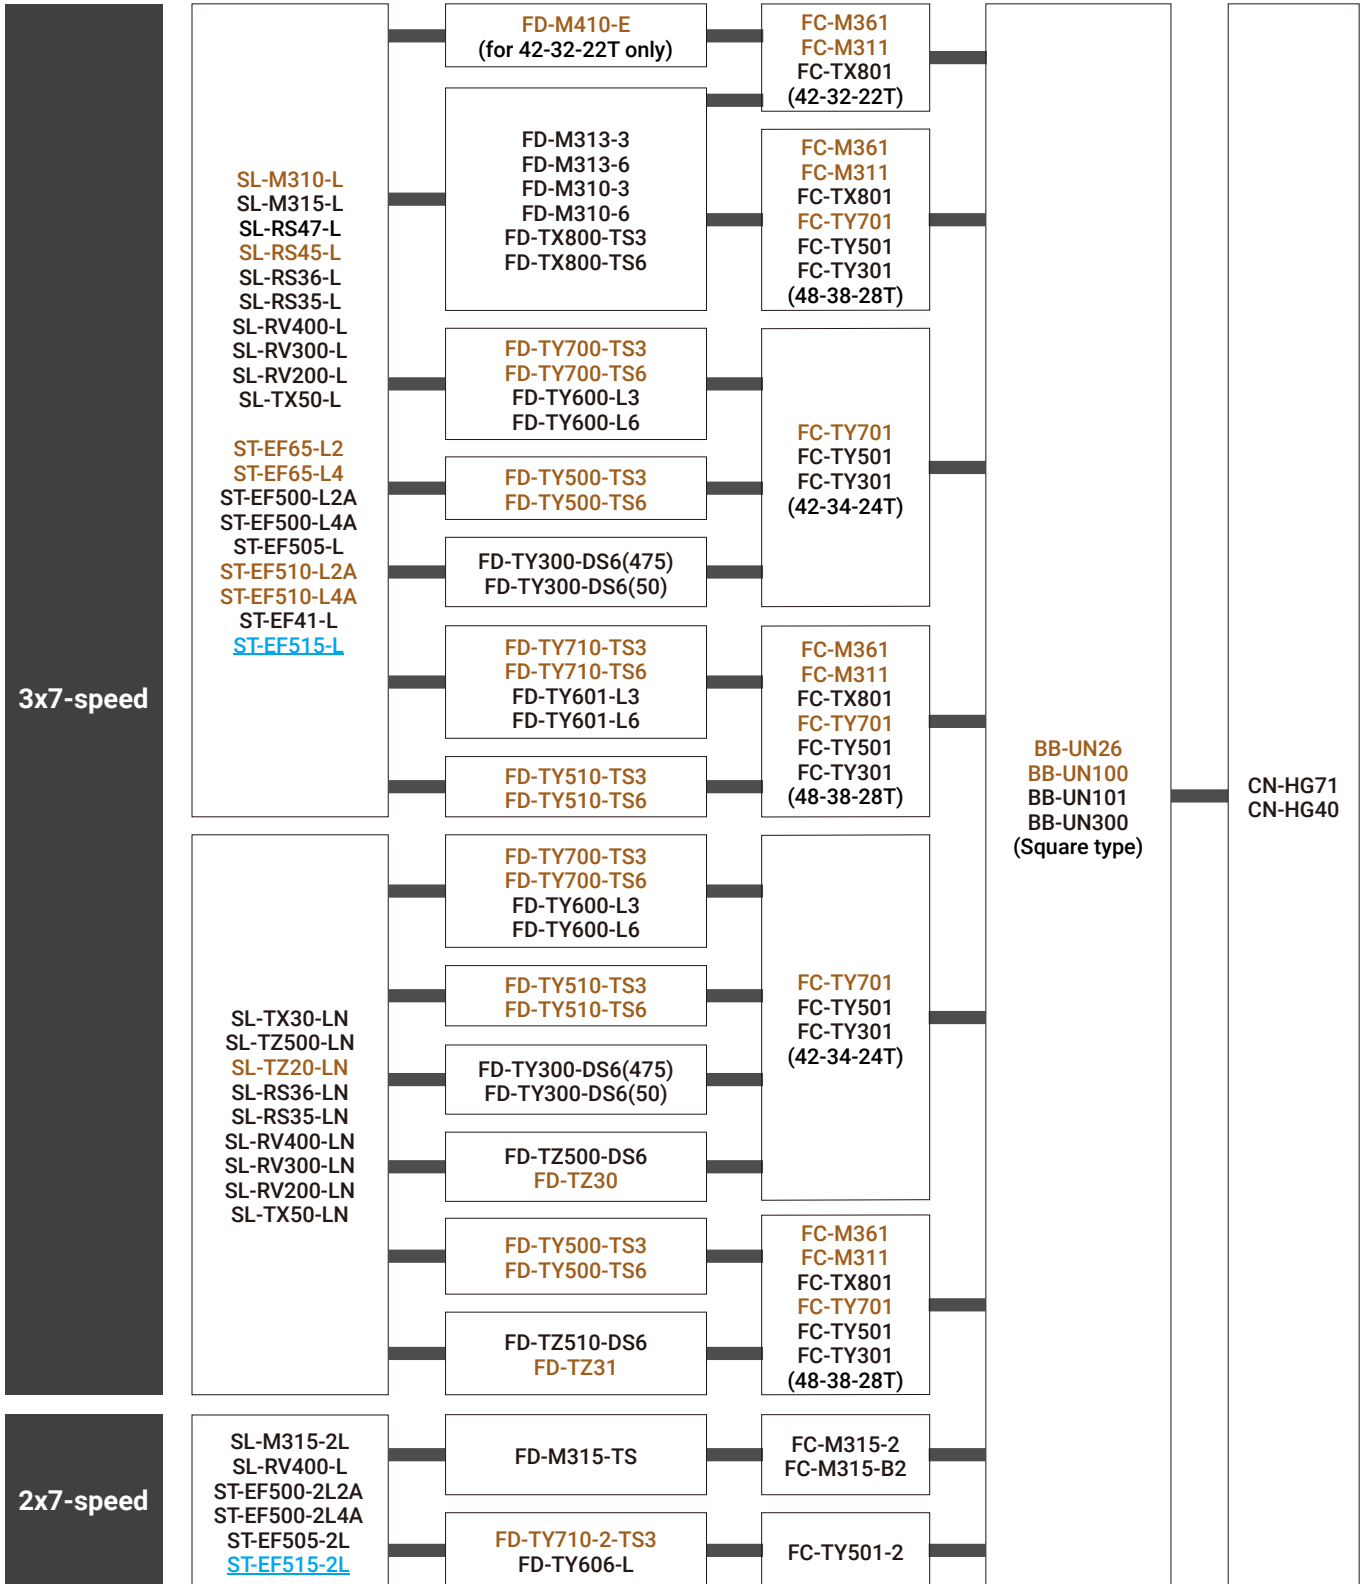 3x7-speed
SL-M310-L
SL-M315-L
SL-RS47-L
SL-RS45-L
SL-RS36-L
SL-RS35-L
SL-RV400-L
SL-RV300-L
SL-RV200-L
SL-TX50-L
ST-EF65-L2
ST-EF65-L4
ST-EF500-L2A
ST-EF500-L4A
ST-EF505-L
ST-EF510-L2A
ST-EF510-L4A
ST-EF41-L
ST-EF515-L
FD-M410-E
(for 42-32-22T only)
FD-M313-3
FD-M313-6
FD-M310-3
FD-M310-6
FD-TX800-TS3
FD-TX800-TS6
FD-TY700-TS3
FD-TY700-TS6
FD-TY600-L3
FD-TY600-L6
FD-TY500-TS3
FD-TY500-TS6
FD-TY300-DS6(475)
FD-TY300-DS6(50)
FD-TY710-TS3
FD-TY710-TS6
FD-TY601-L3
FD-TY601-L6
FD-TY510-TS3
FD-TY510-TS6
FC-M361
FC-M311
FC-TX801
(42-32-22T)
FC-M361
FC-M311
FC-TX801
FC-TY701
FC-TY501
FC-TY301
(48-38-28T)
FC-TY701
FC-TY501
FC-TY301
(42-34-24T)
FC-M361
FC-M311
FC-TX801
FC-TY701
FC-TY501
FC-TY301
(48-38-28T)
SL-TX30-LN
SL-TZ500-LN
SL-TZ20-LN
SL-RS36-LN
SL-RS35-LN
SL-RV400-LN
SL-RV300-LN
SL-RV200-LN
SL-TX50-LN
FD-TY700-TS3
FD-TY700-TS6
FD-TY600-L3
FD-TY600-L6
FD-TY510-TS3
FD-TY510-TS6
FD-TY300-DS6(475)
FD-TY300-DS6(50)
FD-TZ500-DS6
FD-TZ30
FD-TY500-TS3
FD-TY500-TS6
FD-TZ510-DS6
FD-TZ31
FC-TY701
FC-TY501
FC-TY301
(42-34-24T)
FC-M361
FC-M311
FC-TX801
FC-TY701
FC-TY501
FC-TY301
(48-38-28T)
2x7-speed
SL-M315-2L
SL-RV400-L
ST-EF500-2L2A
ST-EF500-2L4A
ST-EF505-2L
ST-EF515-2L
FD-M315-TS
FD-TY710-2-TS3
FD-TY606-L
FC-M315-2
FC-M315-B2
FC-TY501-2
BB-UN26
BB-UN100
BB-UN101
BB-UN300
(Square type)
CN-HG71
CN-HG40